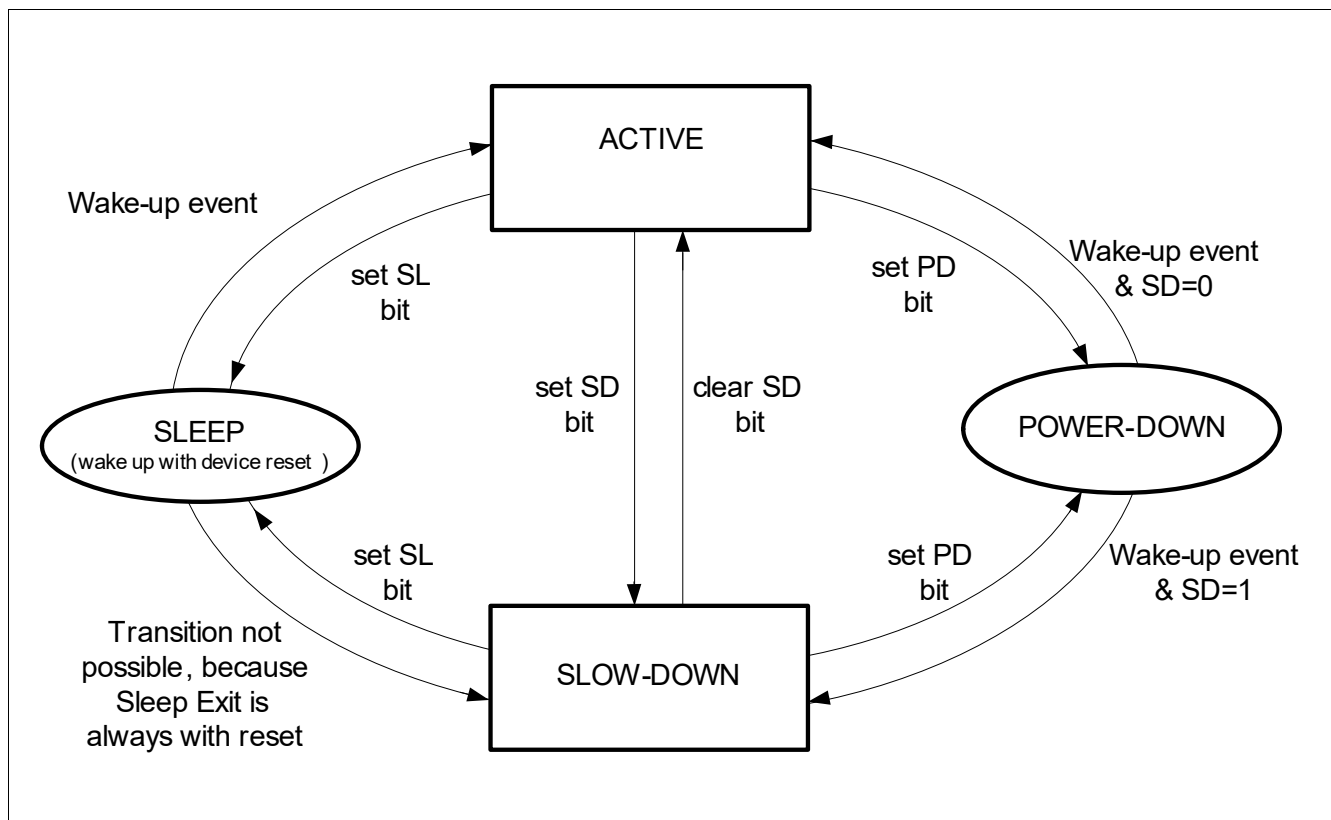 ACTIVE
Wake-up event
set SL
bit
set PD
bit
Wake-up event
& SD=0
set SD
bit
clear SD
bit
SLEEP
(wake up with device reset )
POWER-DOWN
set SL
bit
set PD
bit
Wake-up event
& SD=1
Transition not
possible, because
Sleep Exit is
always with reset
SLOW-DOWN